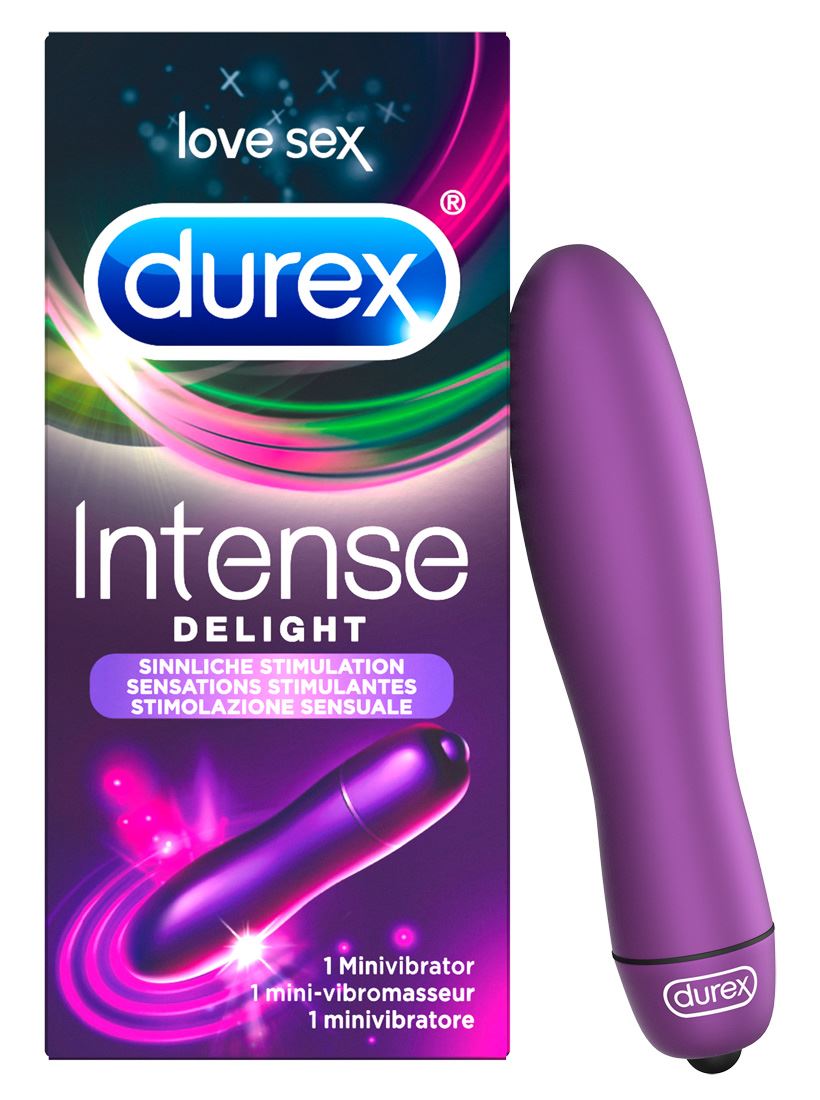 love sex
durex®
Intense
DELIGHT
SINNLICHE STIMULATION
SENSATIONS STIMULANTES
STIMOLAZIONE SENSUALE
1 Minivibrator
1 mini-vibromasseur
1 minivibratore
durex